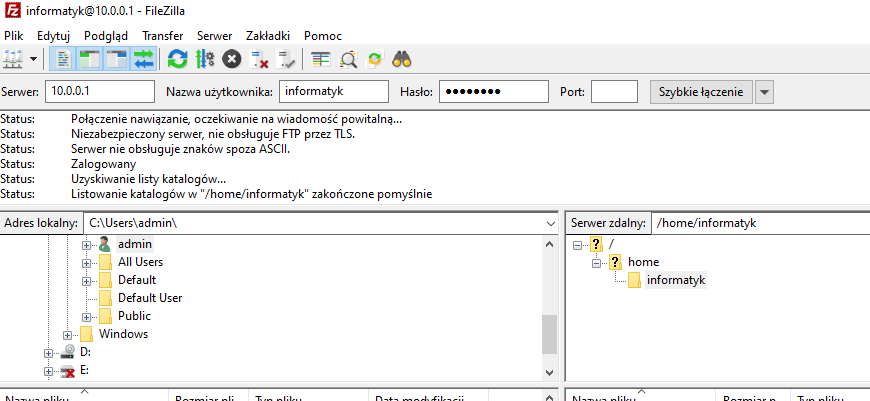 informatyk@10.0.0.1 - FileZilla
Plik Edytuj Podgląd Transfer Serwer Zakładki Pomoc
Serwer: 10.0.0.1 Nazwa użytkownika: informatyk Hasło: ●●●●●●●● Port: Szybkie łączenie
Status: Połączenie nawiązanie, oczekiwanie na wiadomość powitalną...
Status: Niezabezpieczony serwer, nie obsługuje FTP przez TLS.
Status: Serwer nie obsługuje znaków spoza ASCII.
Status: Zalogowany
Status: Uzyskiwanie listy katalogów...
Status: Listowanie katalogów w "/home/informatyk" zakończone pomyślnie
Adres lokalny: C:\Users\admin\
admin
All Users
Default
Default User
Public
Windows
D:
E:
Nazwa pliku Rozmiar pli... Typ pliku Data modyfikacji
Serwer zdalny: /home/informatyk
/
home
informatyk
Nazwa pliku Rozmiar p... Typ pliku